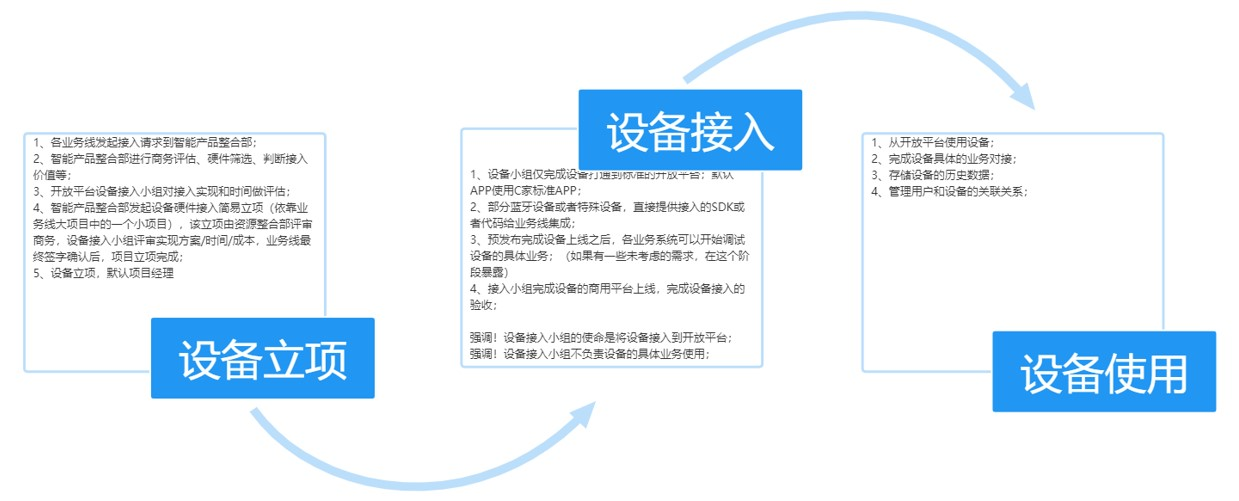 1、各业务线发起接入请求到智能产品整合部；
2、智能产品整合部进行商务评估、硬件筛选、判断接入
价值等；
3、开放平台设备接入小组对接入实现和时间做评估；
4、智能产品整合部发起设备硬件接入简易立项（依靠业
务线大项目中的一个小项目），该立项由资源整合部评审
商务，设备接入小组评审实现方案/时间/成本，业务线最
终签字确认后，项目立项完成；
5、设备立项，默认项目经理
设备立项
设备接入
1、设备小组仅完成设备打通到标准的开放平台；默认
APP使用C家标准APP；
2、部分蓝牙设备或者特殊设备，直接提供接入的SDK或
者代码给业务线集成；
3、预发布完成设备上线之后，各业务系统可以开始调试
设备的具体业务；（如果有一些未考虑的需求，在这个阶
段暴露）
4、接入小组完成设备的商用平台上线，完成设备接入的
验收；
强调！设备接入小组的使命是将设备接入到开放平台；
强调！设备接入小组不负责设备的具体业务使用；
1、从开放平台使用设备；
2、完成设备具体的业务对接；
3、存储设备的历史数据；
4、管理用户和设备的关联关系；
设备使用